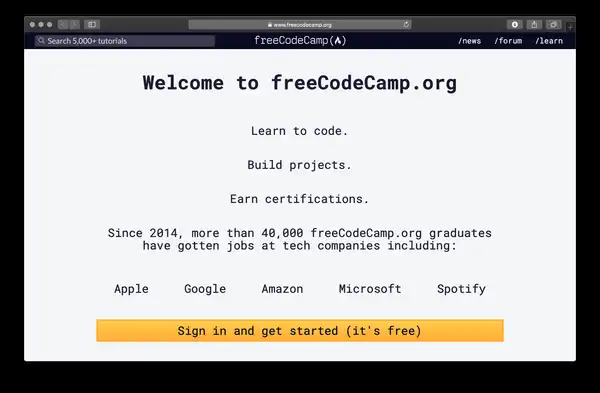 www.freecodecamp.org
Search 5,000+ tutorials
freeCodeCamp(🔥)
/news /forum /learn
Welcome to freeCodeCamp.org
Learn to code.
Build projects.
Earn certifications.
Since 2014, more than 40,000 freeCodeCamp.org graduates
have gotten jobs at tech companies including:
Apple Google Amazon Microsoft Spotify
Sign in and get started (it's free)